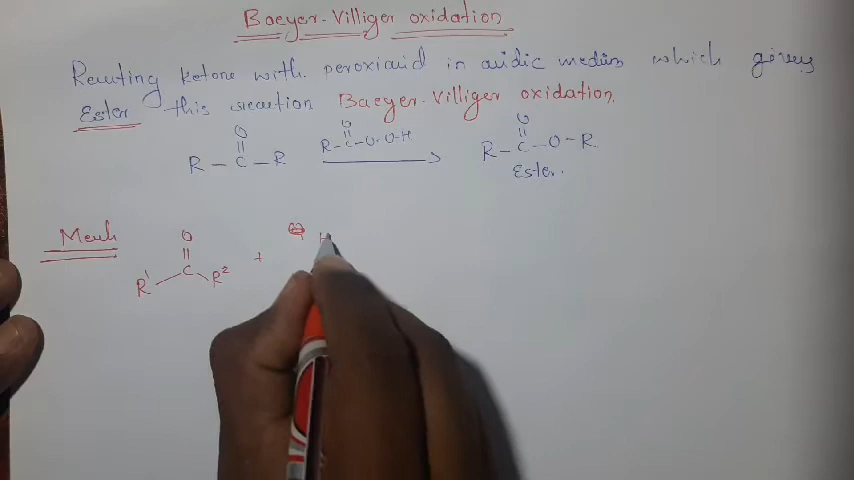 Baeyer-Villiger oxidation
Reacting ketone with peroxiacid in acidic medium which gives
Ester this reaction Baeyer-Villiger oxidation.
O O O
R-C-R R-C-O-O-H R-C-O-R
Ester.
Mech O H
R¹ C R² +